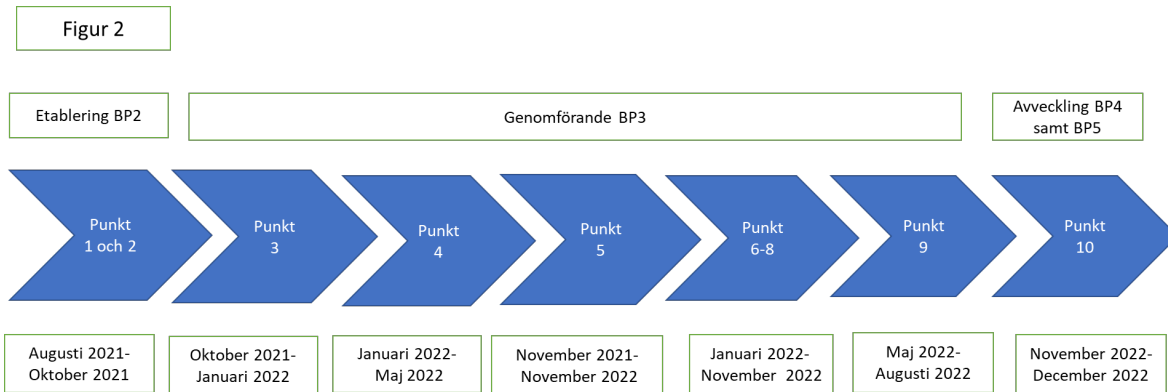 Figur 2
Etablering BP2
Genomförande BP3
Avveckling BP4
samt BP5
Punkt
1 och 2
Punkt
3
Punkt
4
Punkt
5
Punkt
6-8
Punkt
9
Punkt
10
Augusti 2021-
Oktober 2021
Oktober 2021-
Januari 2022
Januari 2022-
Maj 2022
November 2021-
November 2022
Januari 2022-
November 2022
Maj 2022-
Augusti 2022
November 2022-
December 2022